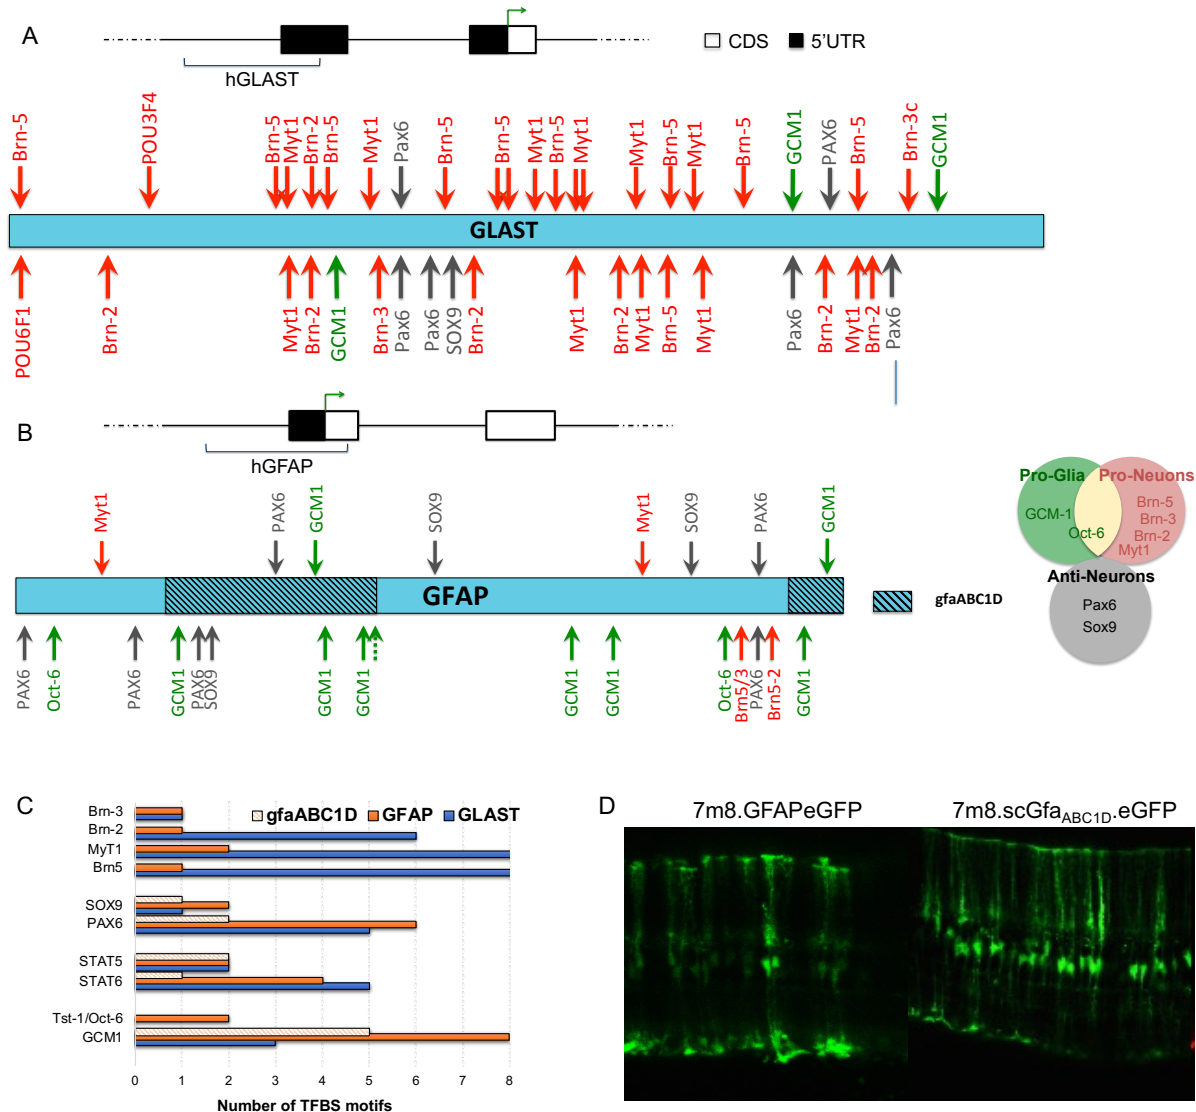 A
CDS 5'UTR
hGLAST
Brn-5 POU3F4 Brn-5 Myt1 Brn-2 Brn-5 Myt1 Pax6 Brn-5 Brn-5 Myt1 Brn-5 Myt1 Myt1 Brn-5 Myt1 Brn-5 GCM1 PAX6 Brn-5 Brn-3c GCM1
GLAST
POU6F1 Brn-2 Myt1 Brn-2 GCM1 Brn-3 Pax6 Pax6 SOX9 Brn-2 Myt1 Brn-2 Myt1 Brn-5 Myt1 Pax6 Brn-2 Myt1 Brn-2 Pax6
B
hGFAP
Myt1 PAX6 GCM1 SOX9 Myt1 SOX9 PAX6 GCM1
GFAP
gfaABC1D
PAX6 Oct-6 PAX6 GCM1 PAX6 SOX9 GCM1 GCM1 GCM1 GCM1 Oct-6 Brn5/3 PAX6 Brn5-2 GCM1
Pro-Glia Pro-Neuons
Brn-5
GCM-1 Brn-3
Oct-6 Brn-2
Myt1
Anti-Neurons
Pax6
Sox9
C
gfaABC1D GFAP GLAST
Brn-3
Brn-2
MyT1
Brn5
SOX9
PAX6
STAT5
STAT6
Tst-1/Oct-6
GCM1
0 1 2 3 4 5 6 7 8
Number of TFBS motifs
D
7m8.GFAPeGFP 7m8.scGfaABC1D.eGFP